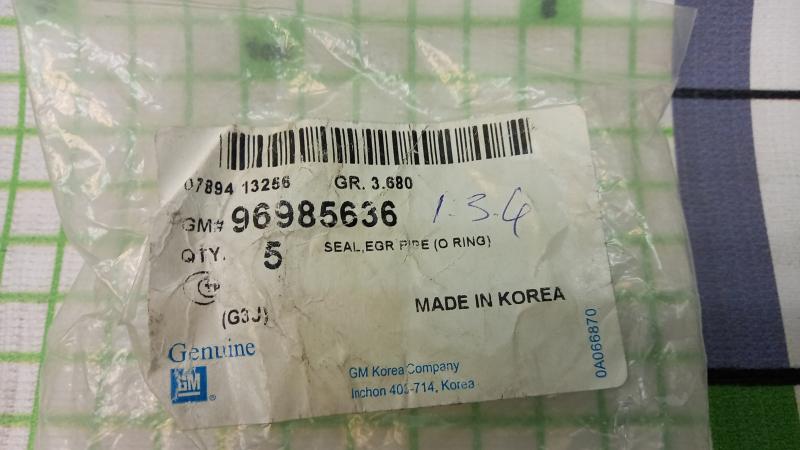 07894 13256 GR. 3.680
GM# 96985636 1.3.4
QTY. 5 SEAL,EGR PIPE (O RING)
(G3J)
MADE IN KOREA
Genuine
GM®
GM Korea Company
Inchon 403-714, Korea
0A066870